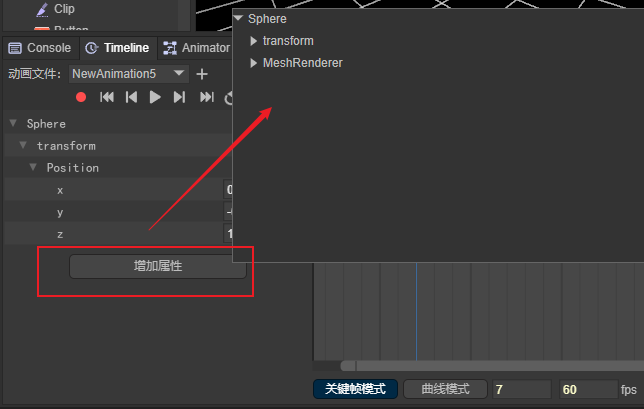 Clip
Button
Console Timeline Animator
动画文件: NewAnimation5
Sphere
transform
MeshRenderer
Sphere
transform
Position
x 0
y
z 1
增加属性
关键帧模式 曲线模式 7 60 fps